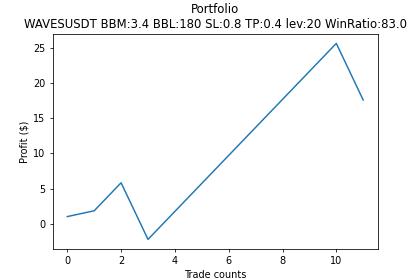 Portfolio
WAVESUSDT BBM:3.4 BBL:180 SL:0.8 TP:0.4 lev:20 WinRatio:83.0
25
20
15
10
5
0
Profit ($)
0 2 4 6 8 10
Trade counts